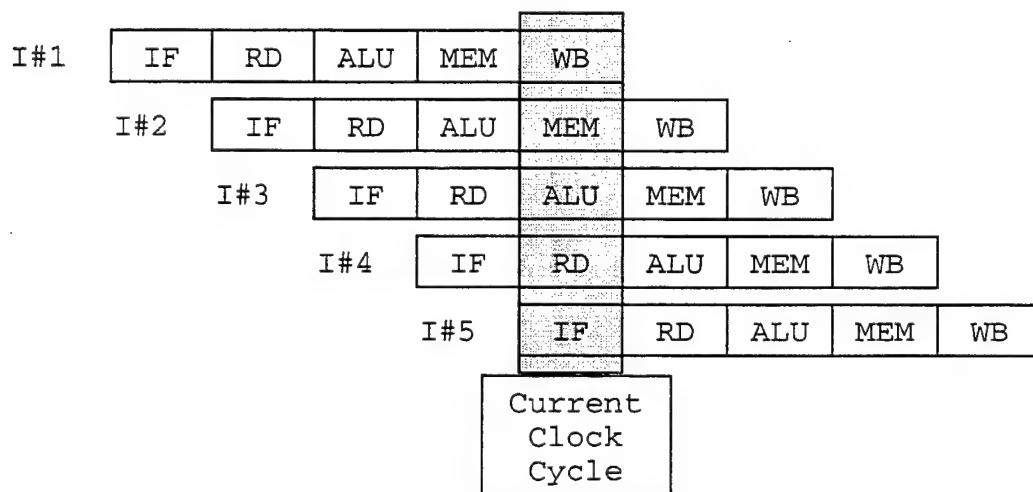 I#1 IF RD ALU MEM WB
I#2 IF RD ALU MEM WB
I#3 IF RD ALU MEM WB
I#4 IF RD ALU MEM WB
I#5 IF RD ALU MEM WB
Current
Clock
Cycle